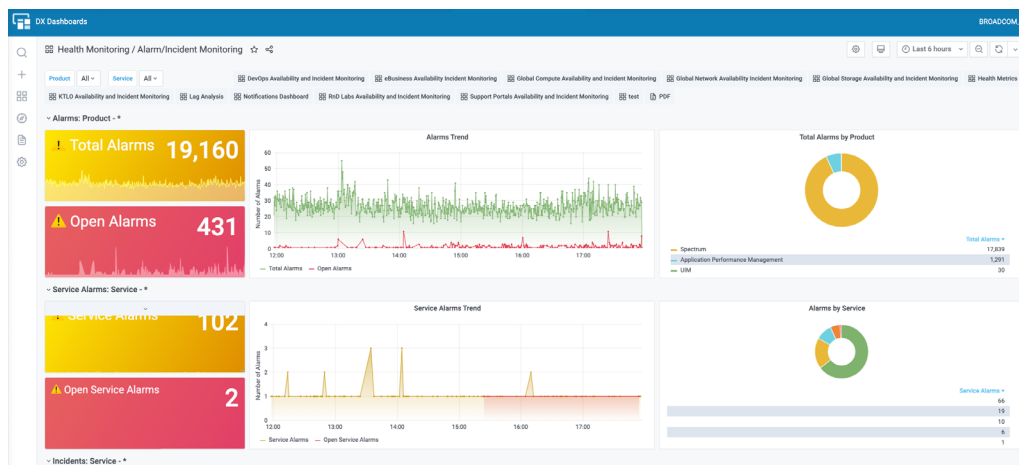 DX Dashboards
BROADCOM,
Health Monitoring / Alarm/Incident Monitoring
Last 6 hours
Product All Service All DevOps Availability and Incident Monitoring eBusiness Availability Incident Monitoring Global Compute Availability and Incident Monitoring Global Network Availability Incident Monitoring Global Storage Availability and Incident Monitoring Health Metrics
KTLO Availability and Incident Monitoring Lag Analysis Notifications Dashboard RnD Labs Availability and Incident Monitoring Support Portals Availability and Incident Monitoring test PDF
Alarms: Product - *
Total Alarms 19,160
Open Alarms 431
Alarms Trend
Number of Alarms
60
50
40
30
20
10
0
12:00 13:00 14:00 15:00 16:00 17:00
Total Alarms Open Alarms
Total Alarms by Product
Total Alarms
Spectrum 17,839
Application Performance Management 1,291
UIM 30
Service Alarms: Service - *
Service Alarms 102
Open Service Alarms 2
Service Alarms Trend
Number of Alarms
4
3
2
1
0
12:00 13:00 14:00 15:00 16:00 17:00
Service Alarms Open Service Alarms
Alarms by Service
Service Alarms
66
19
10
6
1
Incidents: Service - *